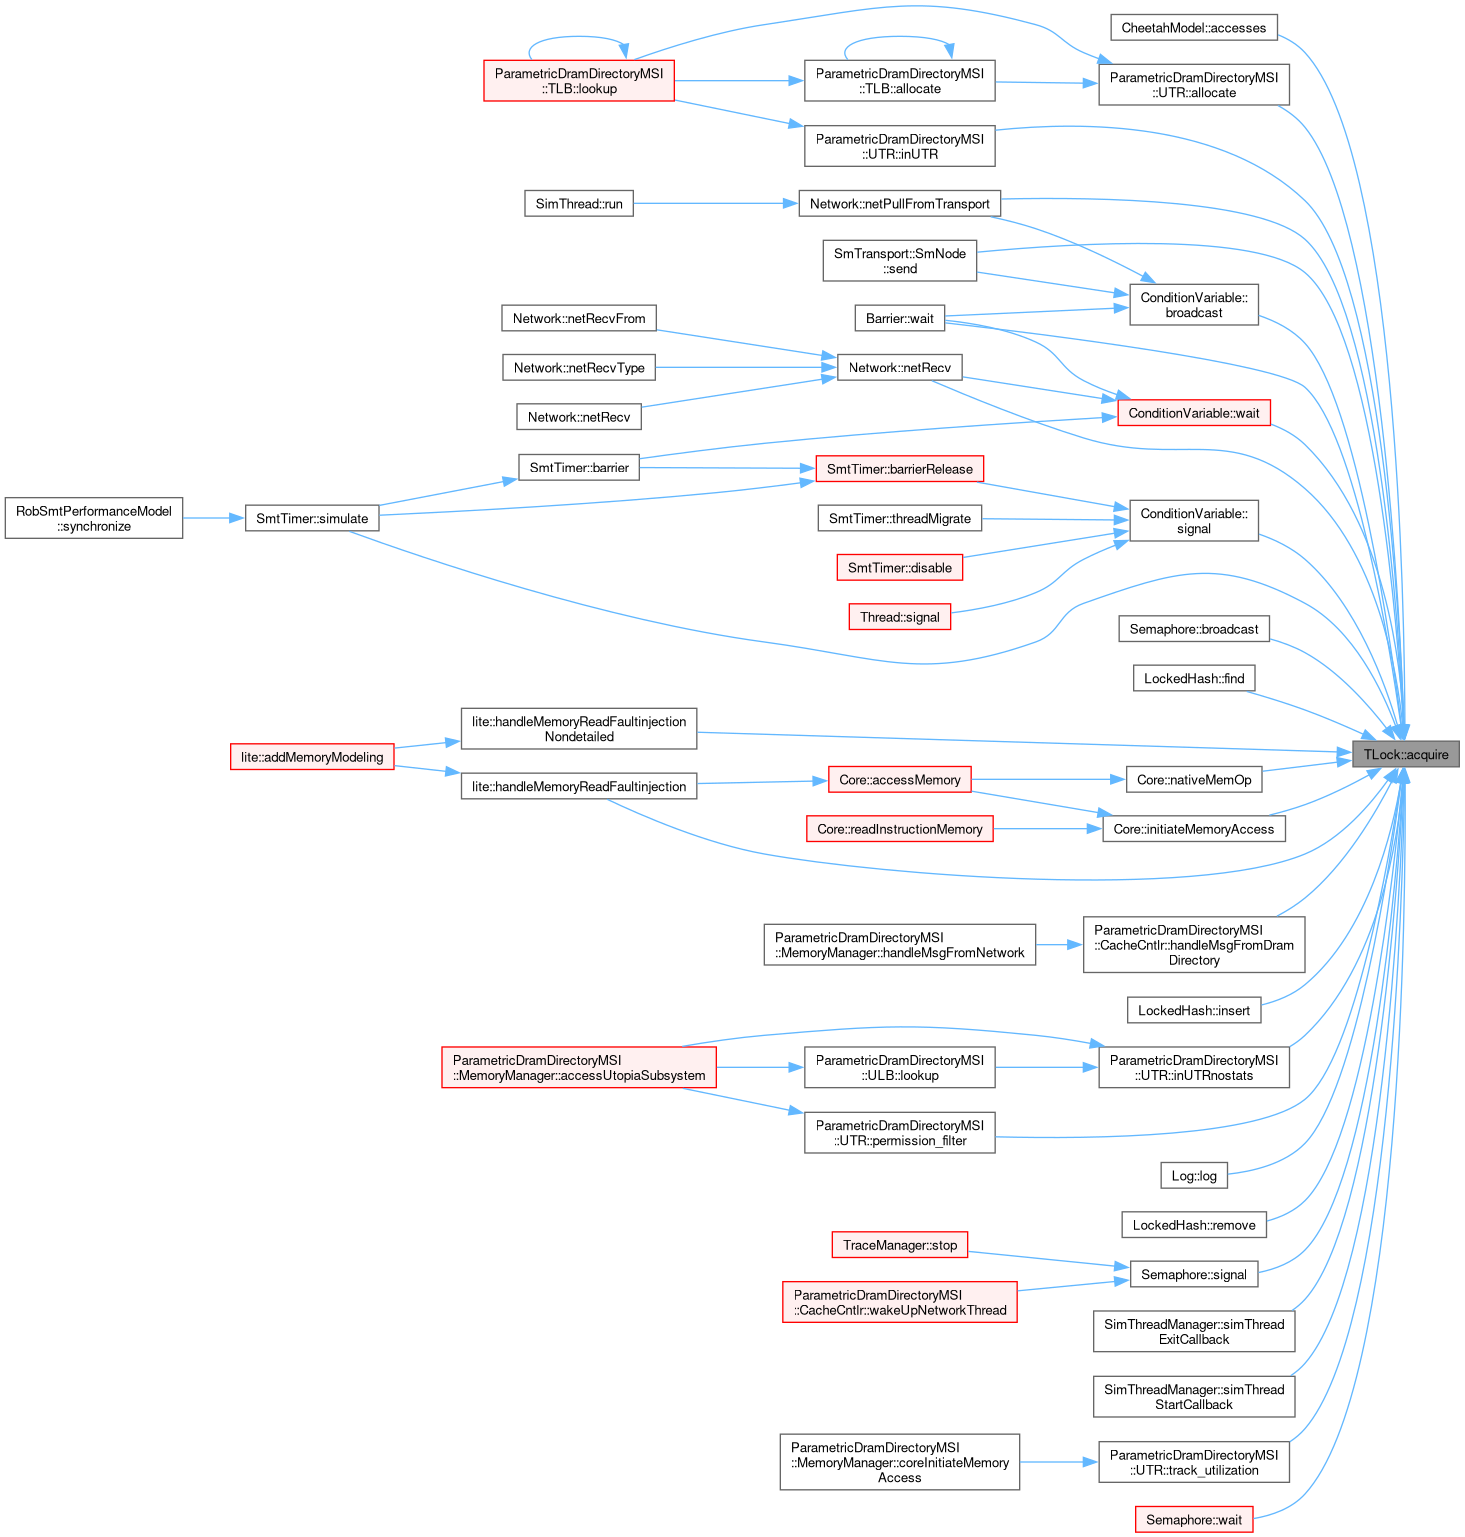 CheetahModel::accesses
ParametricDramDirectoryMSI
::TLB::lookup
ParametricDramDirectoryMSI
::TLB::allocate
ParametricDramDirectoryMSI
::UTR::allocate
ParametricDramDirectoryMSI
::UTR::inUTR
SimThread::run
Network::netPullFromTransport
SmTransport::SmNode
::send
ConditionVariable::
broadcast
Network::netRecvFrom
Barrier::wait
Network::netRecvType
Network::netRecv
Network::netRecv
ConditionVariable::wait
SmtTimer::barrier
SmtTimer::barrierRelease
RobSmtPerformanceModel
::synchronize
SmtTimer::simulate
SmtTimer::threadMigrate
ConditionVariable::
signal
SmtTimer::disable
Thread::signal
Semaphore::broadcast
LockedHash::find
lite::handleMemoryReadFaultinjection
Nondetailed
lite::addMemoryModeling
TLock::acquire
lite::handleMemoryReadFaultinjection
Core::accessMemory
Core::nativeMemOp
Core::readInstructionMemory
Core::initiateMemoryAccess
ParametricDramDirectoryMSI
::MemoryManager::handleMsgFromNetwork
ParametricDramDirectoryMSI
::CacheCntlr::handleMsgFromDram
Directory
LockedHash::insert
ParametricDramDirectoryMSI
::MemoryManager::accessUtopiaSubsystem
ParametricDramDirectoryMSI
::ULB::lookup
ParametricDramDirectoryMSI
::UTR::inUTRnostats
ParametricDramDirectoryMSI
::UTR::permission_filter
Log::log
LockedHash::remove
TraceManager::stop
Semaphore::signal
ParametricDramDirectoryMSI
::CacheCntlr::wakeUpNetworkThread
SimThreadManager::simThread
ExitCallback
SimThreadManager::simThread
StartCallback
ParametricDramDirectoryMSI
::MemoryManager::coreInitiateMemory
Access
ParametricDramDirectoryMSI
::UTR::track_utilization
Semaphore::wait